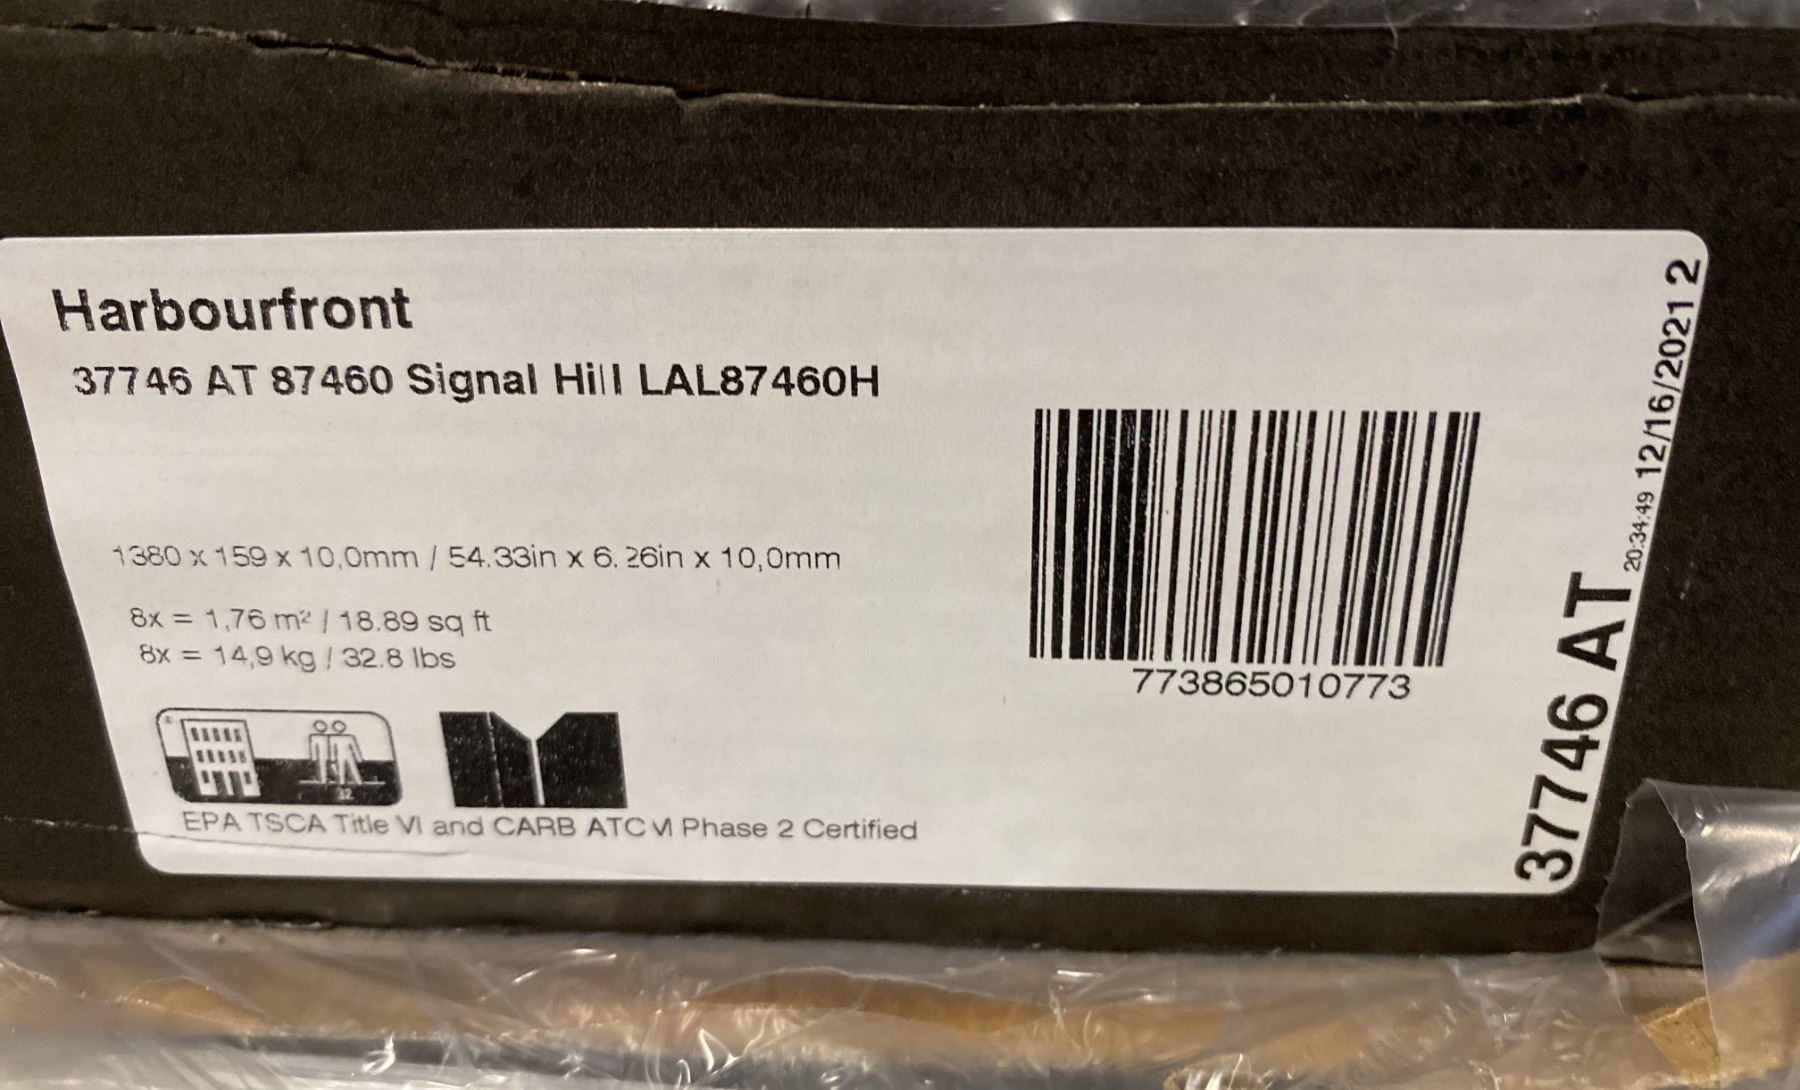 Harbourfront
37746 AT 87460 Signal Hill LAL87460H
1380 x 159 x 10,0mm / 54.33in x 6.26in x 10,0mm
8x = 1,76 m² / 18.89 sq ft
8x = 14,9 kg / 32.8 lbs
32
EPA TSCA Title VI and CARB ATCM Phase 2 Certified
773865010773
37746 AT 20:34:49 12/16/2021 2